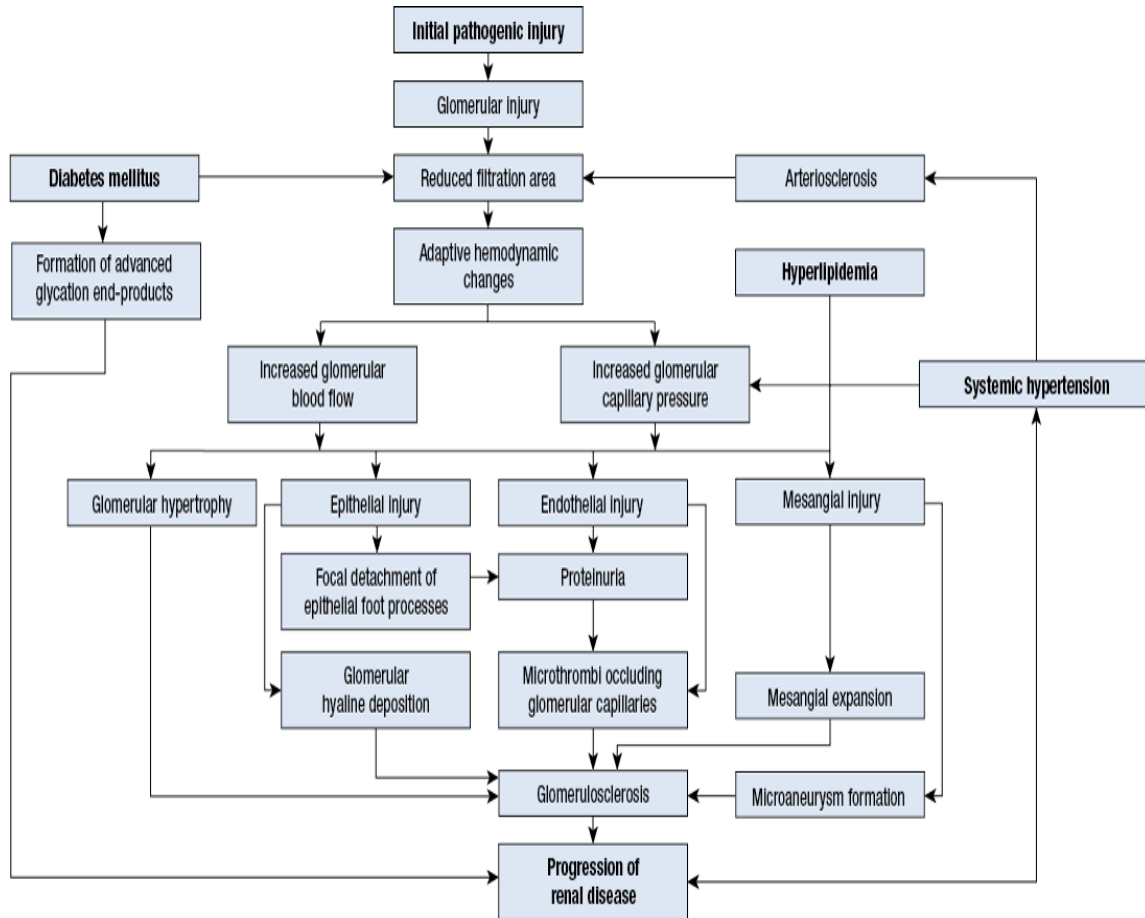 Initial pathogenic injury
Glomerular injury
Diabetes mellitus
Reduced filtration area
Arteriosclerosis
Formation of advanced
glycation end-products
Adaptive hemodynamic
changes
Hyperlipidemia
Increased glomerular
blood flow
Increased glomerular
capillary pressure
Systemic hypertension
Glomerular hypertrophy
Epithelial injury
Endothelial injury
Mesangial injury
Focal detachment of
epithelial foot processes
Proteinuria
Glomerular
hyaline deposition
Microthrombi occluding
glomerular capillaries
Mesangial expansion
Glomerulosclerosis
Microaneurysm formation
Progression of
renal disease